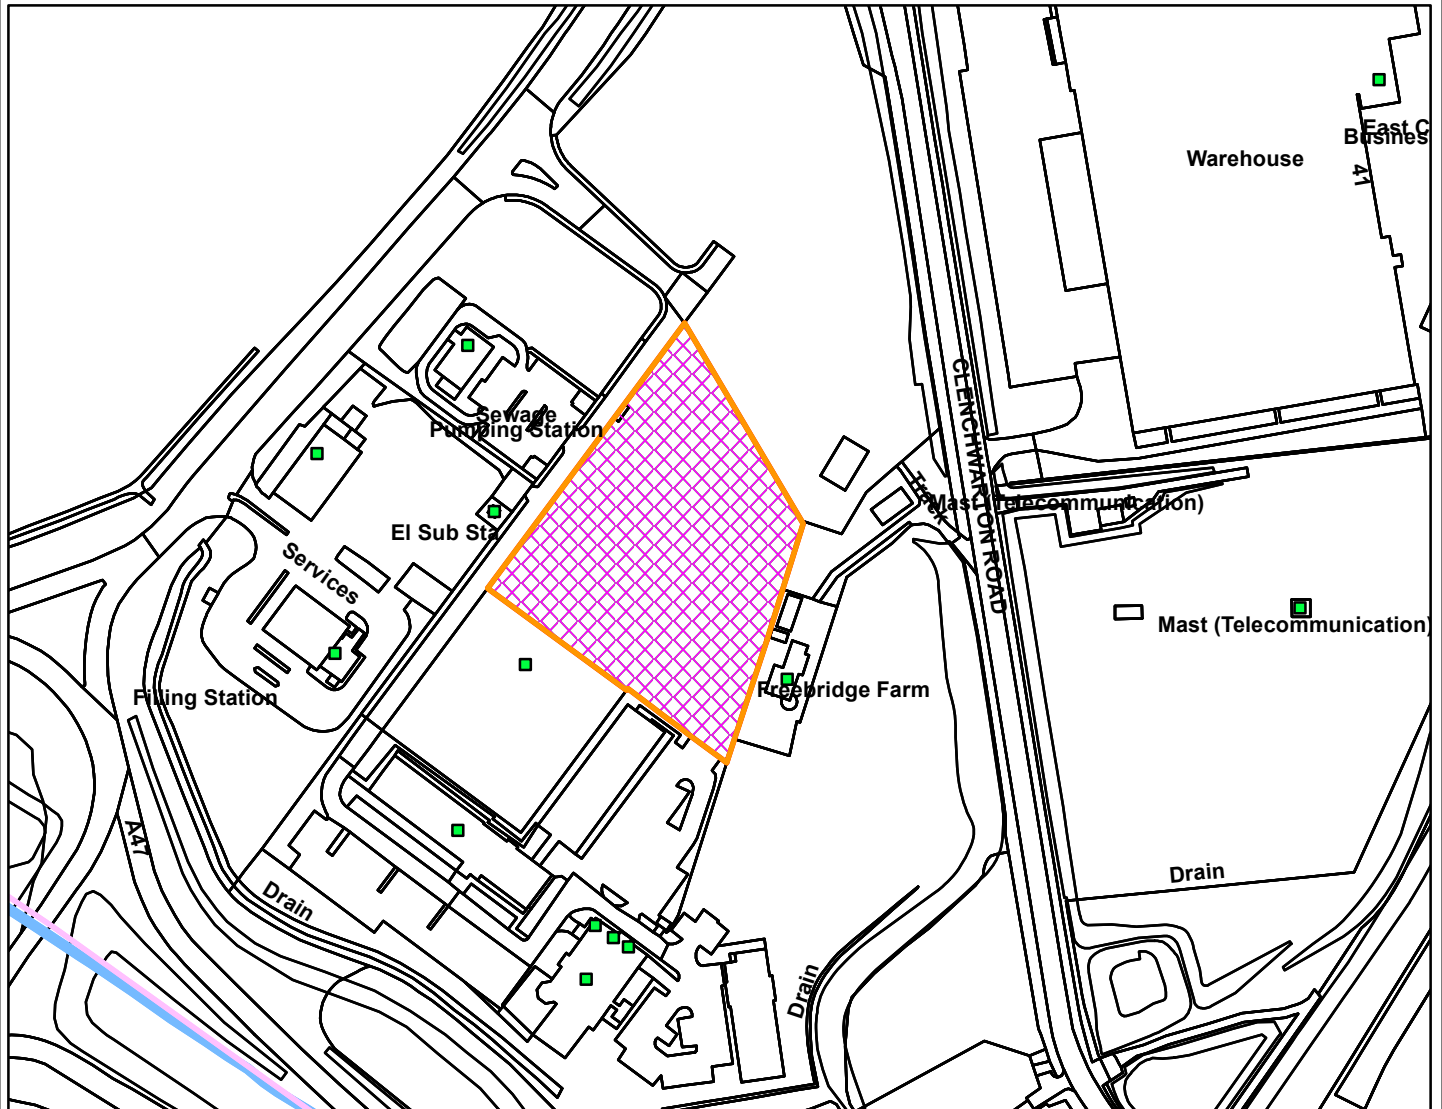 East C
Busines
Warehouse
41
Sewage
Pumping Station
CLENCHWARTON ROAD
Track
Mast (Telecommunication)
El Sub Sta
Services
Mast (Telecommunication)
Freebridge Farm
Filling Station
A47
Drain
Drain
Drain